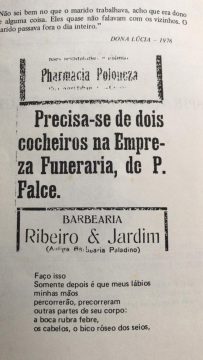 Não sei bem no que o marido trabalhava, acho que era dono
e alguma coisa. Eles quase não falavam com os vizinhos. O
arido passava fora o dia inteiro."
DONA LÚCIA – 1976
Pharmacia Poloneza
Precisa-se de dois
cocheiros na Empre-
za Funeraria, de P.
Falce.
BARBEARIA
Ribeiro & Jardim
(Antiga Barbearia Paladino)
Faço isso
Somente depois é que meus lábios
minhas mãos
percorrerão, procorreram
outras partes de seu corpo:
a boca rubra febre,
os cabelos, o bico róseo dos seios,